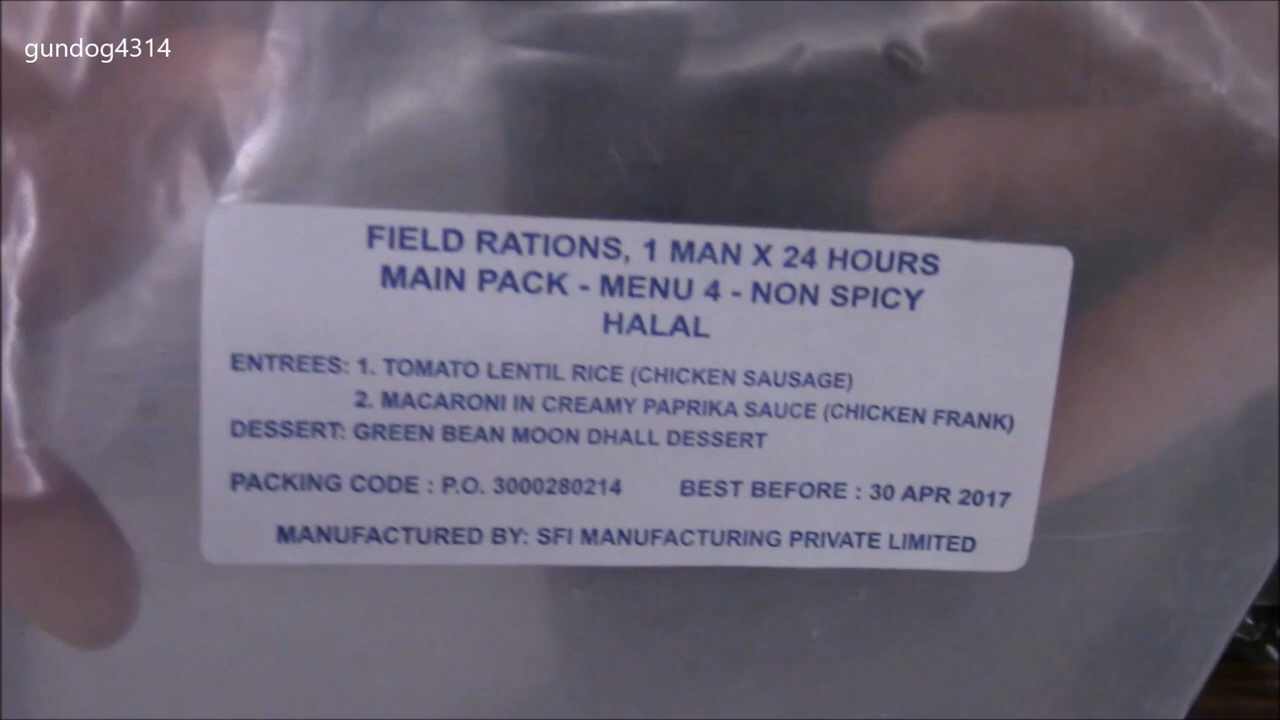 gundog4314
FIELD RATIONS, 1 MAN X 24 HOURS
MAIN PACK - MENU 4 - NON SPICY
HALAL
ENTREES: 1. TOMATO LENTIL RICE (CHICKEN SAUSAGE)
2. MACARONI IN CREAMY PAPRIKA SAUCE (CHICKEN FRANK)
DESSERT: GREEN BEAN MOON DHALL DESSERT
PACKING CODE : P.O. 3000280214 BEST BEFORE : 30 APR 2017
MANUFACTURED BY: SFI MANUFACTURING PRIVATE LIMITED